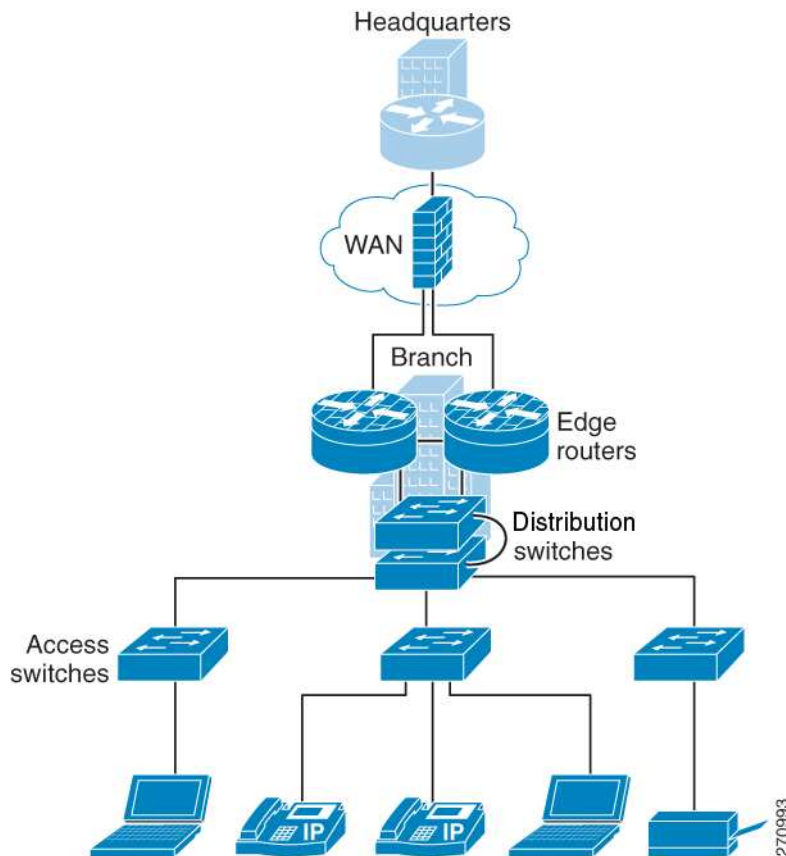 Headquarters
WAN
Branch
Edge
routers
Distribution
switches
Access
switches
IP
IP
270993